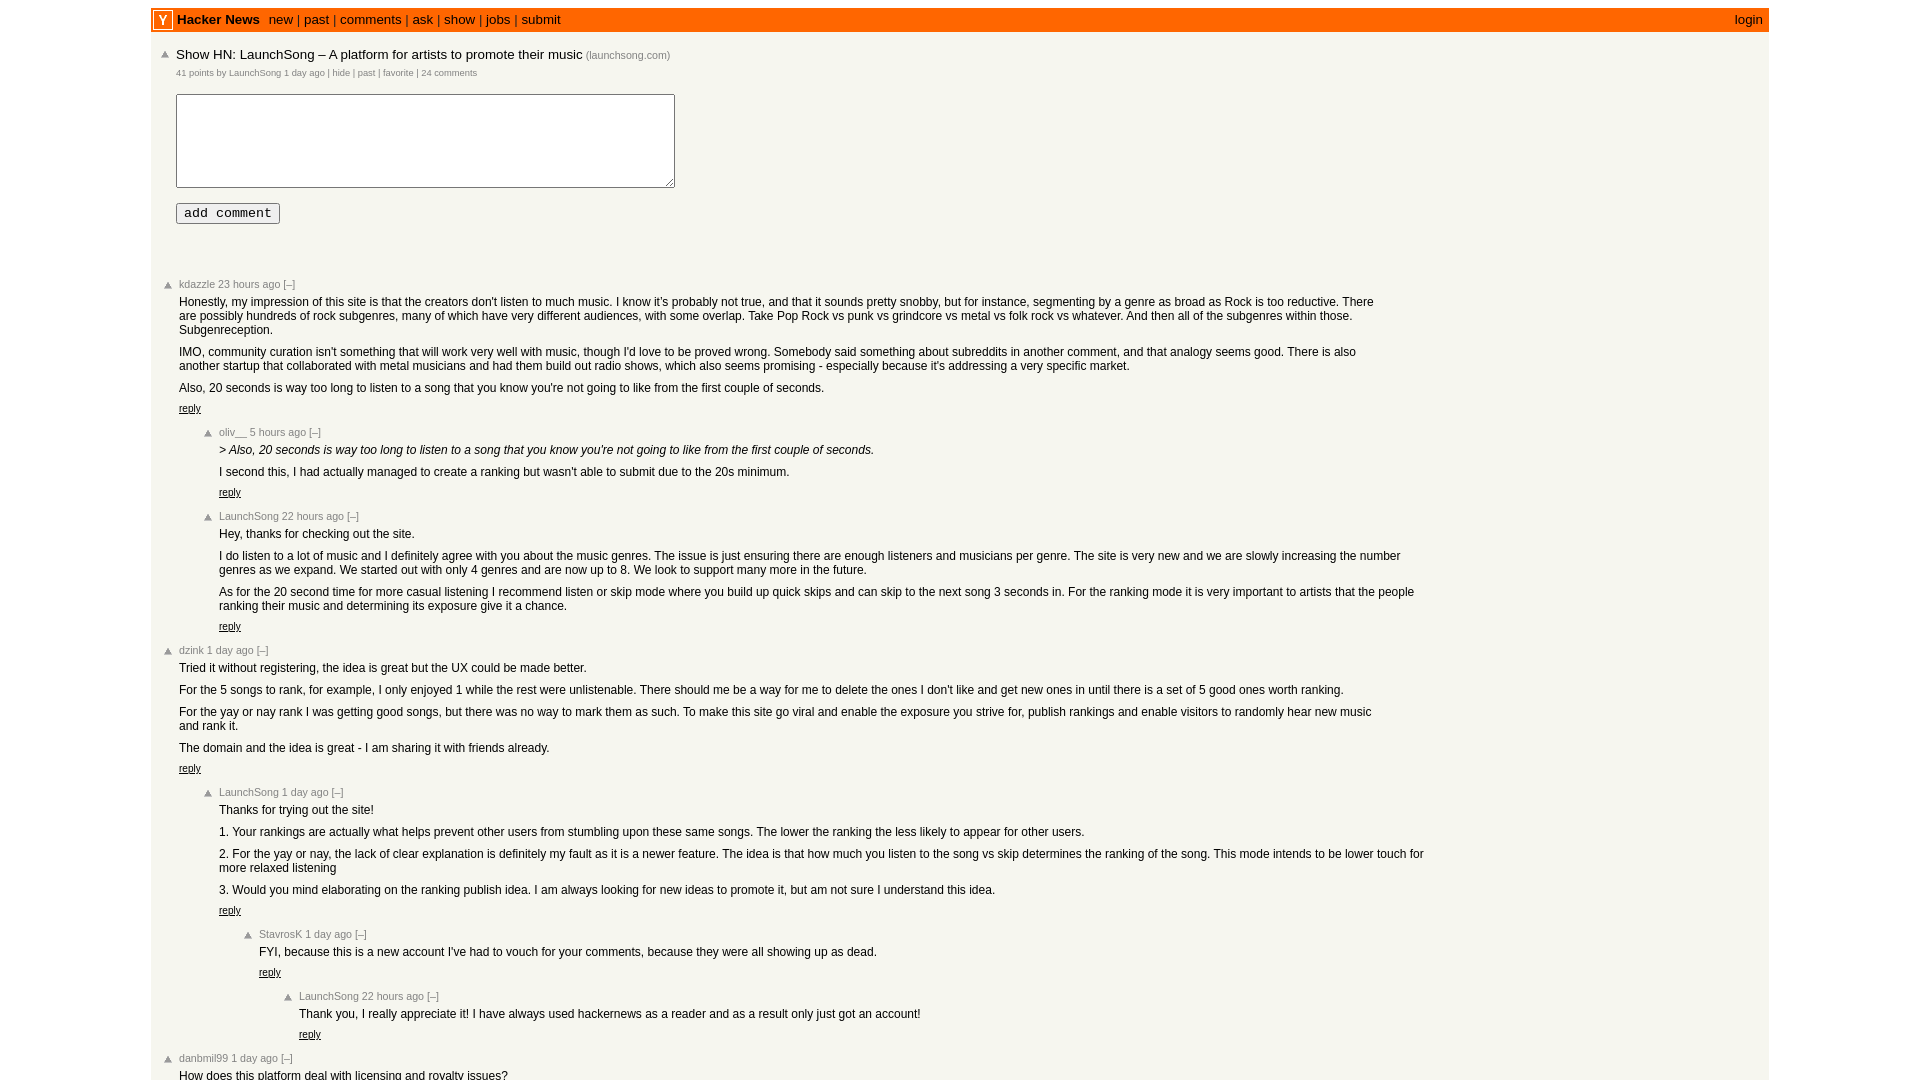 Y Hacker News new | past | comments | ask | show | jobs | submit login
Show HN: LaunchSong – A platform for artists to promote their music (launchsong.com)
41 points by LaunchSong 1 day ago | hide | past | favorite | 24 comments
add comment
kdazzle 23 hours ago [–]
Honestly, my impression of this site is that the creators don't listen to much music. I know it’s probably not true, and that it sounds pretty snobby, but for instance, segmenting by a genre as broad as Rock is too reductive. There
are possibly hundreds of rock subgenres, many of which have very different audiences, with some overlap. Take Pop Rock vs punk vs grindcore vs metal vs folk rock vs whatever. And then all of the subgenres within those.
Subgenreception.
IMO, community curation isn't something that will work very well with music, though I'd love to be proved wrong. Somebody said something about subreddits in another comment, and that analogy seems good. There is also
another startup that collaborated with metal musicians and had them build out radio shows, which also seems promising - especially because it's addressing a very specific market.
Also, 20 seconds is way too long to listen to a song that you know you're not going to like from the first couple of seconds.
reply
oliv__ 5 hours ago [–]
> Also, 20 seconds is way too long to listen to a song that you know you're not going to like from the first couple of seconds.
I second this, I had actually managed to create a ranking but wasn't able to submit due to the 20s minimum.
reply
LaunchSong 22 hours ago [–]
Hey, thanks for checking out the site.
I do listen to a lot of music and I definitely agree with you about the music genres. The issue is just ensuring there are enough listeners and musicians per genre. The site is very new and we are slowly increasing the number
genres as we expand. We started out with only 4 genres and are now up to 8. We look to support many more in the future.
As for the 20 second time for more casual listening I recommend listen or skip mode where you build up quick skips and can skip to the next song 3 seconds in. For the ranking mode it is very important to artists that the people
ranking their music and determining its exposure give it a chance.
reply
dzink 1 day ago [–]
Tried it without registering, the idea is great but the UX could be made better.
For the 5 songs to rank, for example, I only enjoyed 1 while the rest were unlistenable. There should me be a way for me to delete the ones I don't like and get new ones in until there is a set of 5 good ones worth ranking.
For the yay or nay rank I was getting good songs, but there was no way to mark them as such. To make this site go viral and enable the exposure you strive for, publish rankings and enable visitors to randomly hear new music
and rank it.
The domain and the idea is great - I am sharing it with friends already.
reply
LaunchSong 1 day ago [–]
Thanks for trying out the site!
1. Your rankings are actually what helps prevent other users from stumbling upon these same songs. The lower the ranking the less likely to appear for other users.
2. For the yay or nay, the lack of clear explanation is definitely my fault as it is a newer feature. The idea is that how much you listen to the song vs skip determines the ranking of the song. This mode intends to be lower touch for
more relaxed listening
3. Would you mind elaborating on the ranking publish idea. I am always looking for new ideas to promote it, but am not sure I understand this idea.
reply
StavrosK 1 day ago [–]
FYI, because this is a new account I've had to vouch for your comments, because they were all showing up as dead.
reply
LaunchSong 22 hours ago [–]
Thank you, I really appreciate it! I have always used hackernews as a reader and as a result only just got an account!
reply
danbmil99 1 day ago [–]
How does this platform deal with licensing and royalty issues?